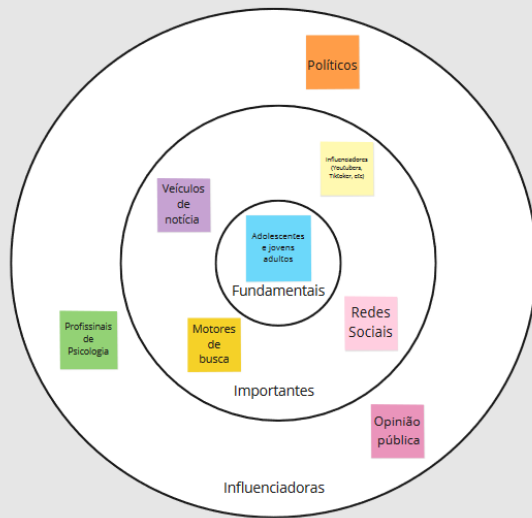 Políticos
Influenciadores
(Youtubers,
Tiktoker, etc)
Veículos
de
notícia
Adolescentes
e jovens
adultos
Fundamentais
Redes
Sociais
Profissinais
de
Psicologia
Motores
de
busca
Importantes
Opinião
pública
Influenciadoras